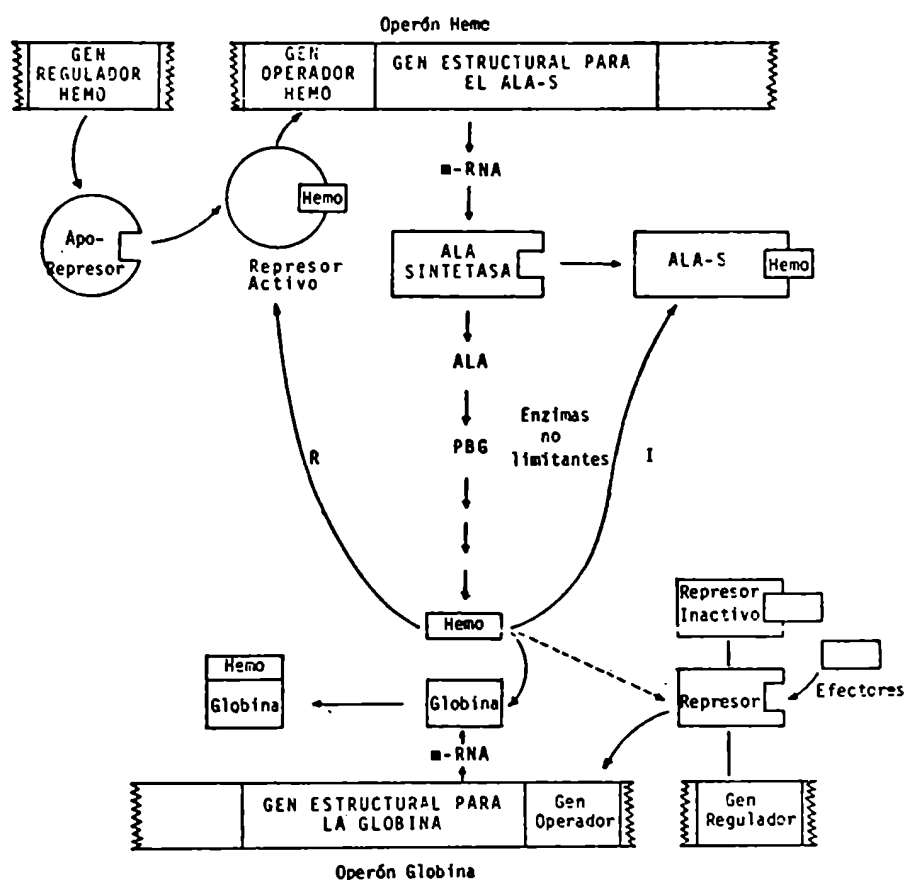 Operón Hemo
GEN
REGULADOR
HEMO
GEN
OPERADOR
HEMO
GEN ESTRUCTURAL PARA
EL ALA-S
m-RNA
Hemo
Apo-
Represor
Represor
Activo
ALA
SINTETASA
ALA-S
Hemo
ALA
PBG
Enzimas
no
limitantes
R
I
Hemo
Represor
Inactivo
Hemo
Globina
Globina
Represor
Efectores
m-RNA
GEN ESTRUCTURAL PARA
LA GLOBINA
Gen
Operador
Gen
Regulador
Operón Globina